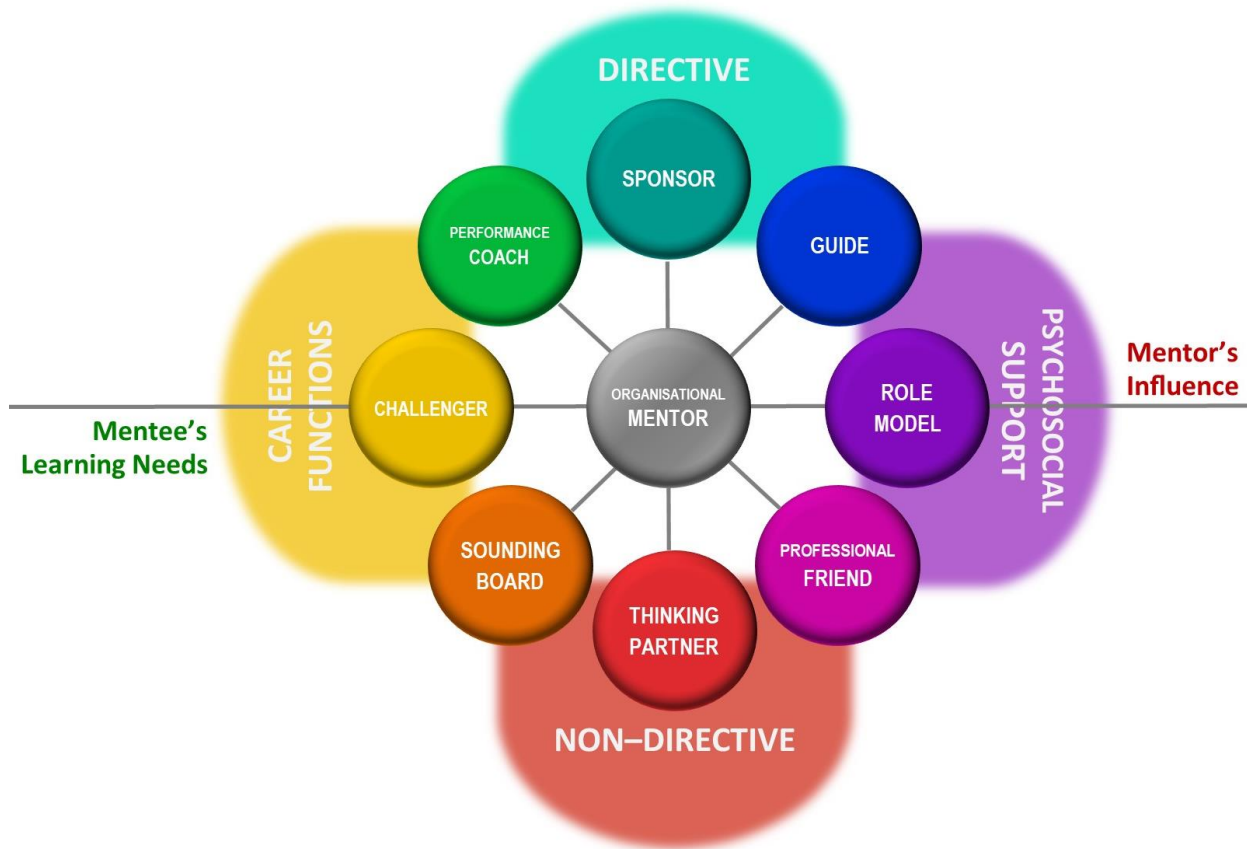 DIRECTIVE
SPONSOR
PERFORMANCE
COACH
GUIDE
CAREER
FUNCTIONS
CHALLENGER
ORGANISATIONAL
MENTOR
ROLE
MODEL
PSYCHOSOCIAL
SUPPORT
Mentor's
Influence
Mentee's
Learning Needs
SOUNDING
BOARD
THINKING
PARTNER
PROFESSIONAL
FRIEND
NON–DIRECTIVE